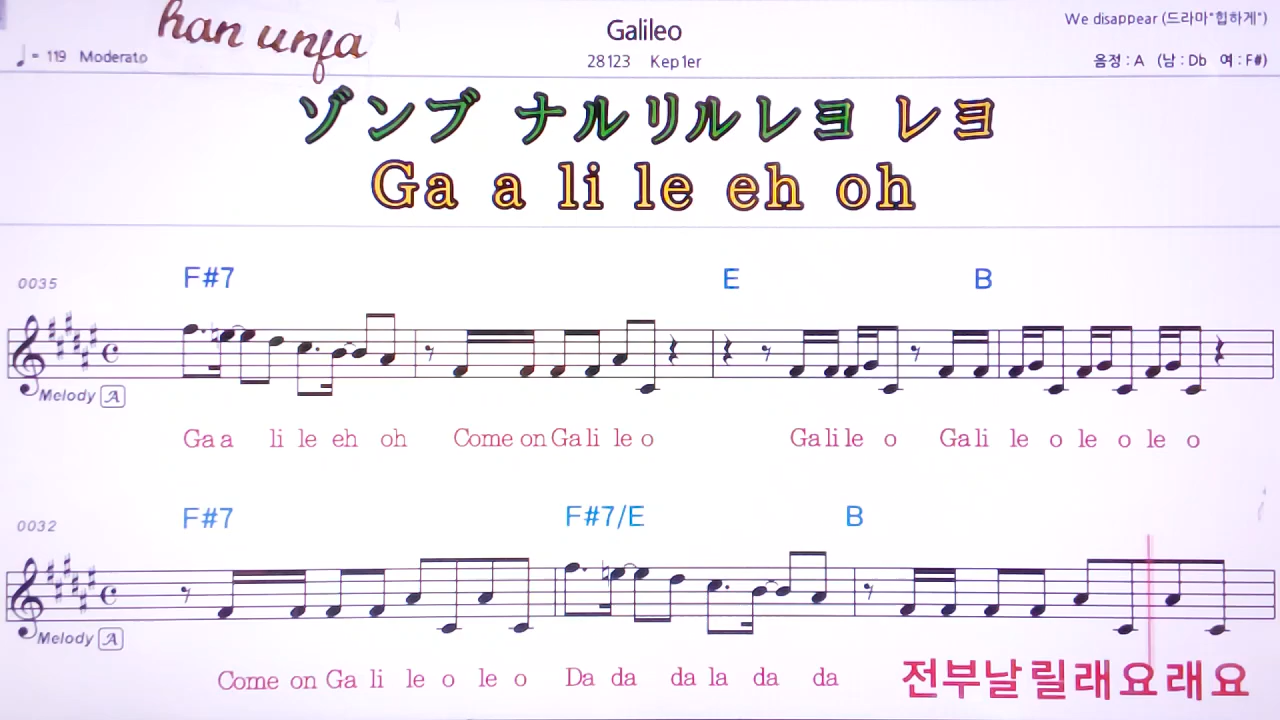 han unja
Galileo
We disappear (드라마"힙하게")
♩= 119 Moderato
28123 Kep1er
음정 : A (남 : Db 여 : F#)
ゾンブ ナルリルレヨ レヨ
Ga a li le eh oh
0035
F#7 E B
Melody A
Ga a li le eh oh Come on Ga li le o Ga li le o Ga li le o le o le o
0032
F#7 F#7/E B
Melody A
Come on Ga li le o le o Da da da la da da 전부날릴래요래요